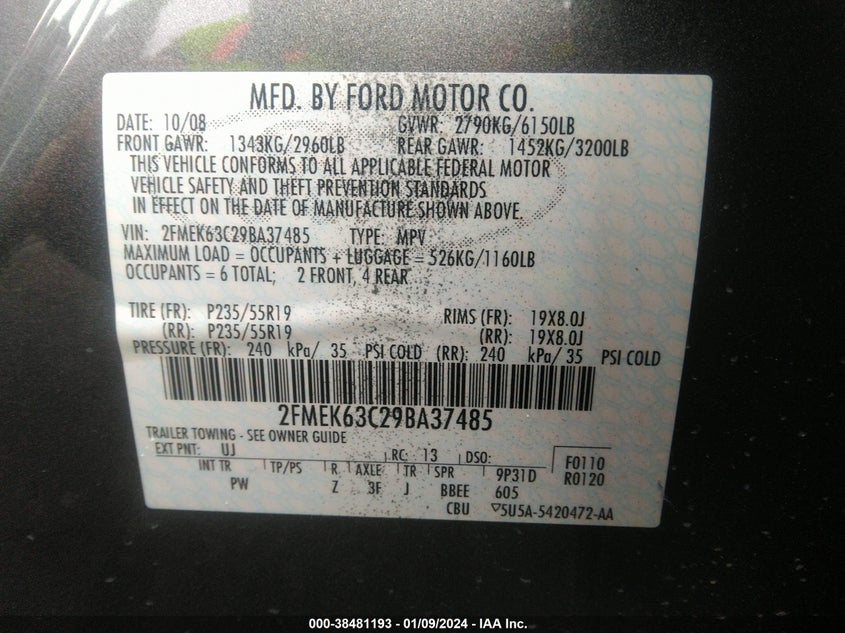 MFD. BY FORD MOTOR CO.
DATE: 10/08 GVWR: 2790KG/6150LB
FRONT GAWR: 1343KG/2960LB REAR GAWR: 1452KG/3200LB
THIS VEHICLE CONFORMS TO ALL APPLICABLE FEDERAL MOTOR
VEHICLE SAFETY AND THEFT PREVENTION STANDARDS
IN EFFECT ON THE DATE OF MANUFACTURE SHOWN ABOVE.
VIN: 2FMEK63C29BA37485 TYPE: MPV
MAXIMUM LOAD = OCCUPANTS + LUGGAGE = 526KG/1160LB
OCCUPANTS = 6 TOTAL; 2 FRONT, 4 REAR
TIRE (FR): P235/55R19 RIMS (FR): 19X8.0J
(RR): P235/55R19 (RR): 19X8.0J
PRESSURE (FR): 240 kPa/ 35 PSI COLD (RR): 240 kPa/ 35 PSI COLD
2FMEK63C29BA37485
TRAILER TOWING - SEE OWNER GUIDE
EXT PNT: UJ RC: 13 DSO: F0110
INT TR TP/PS R AXLE TR SPR 9P31D R0120
PW Z 3F J BBEE 605
CBU ▽5U5A-5420472-AA
000-38481193 - 01/09/2024 - IAA Inc.